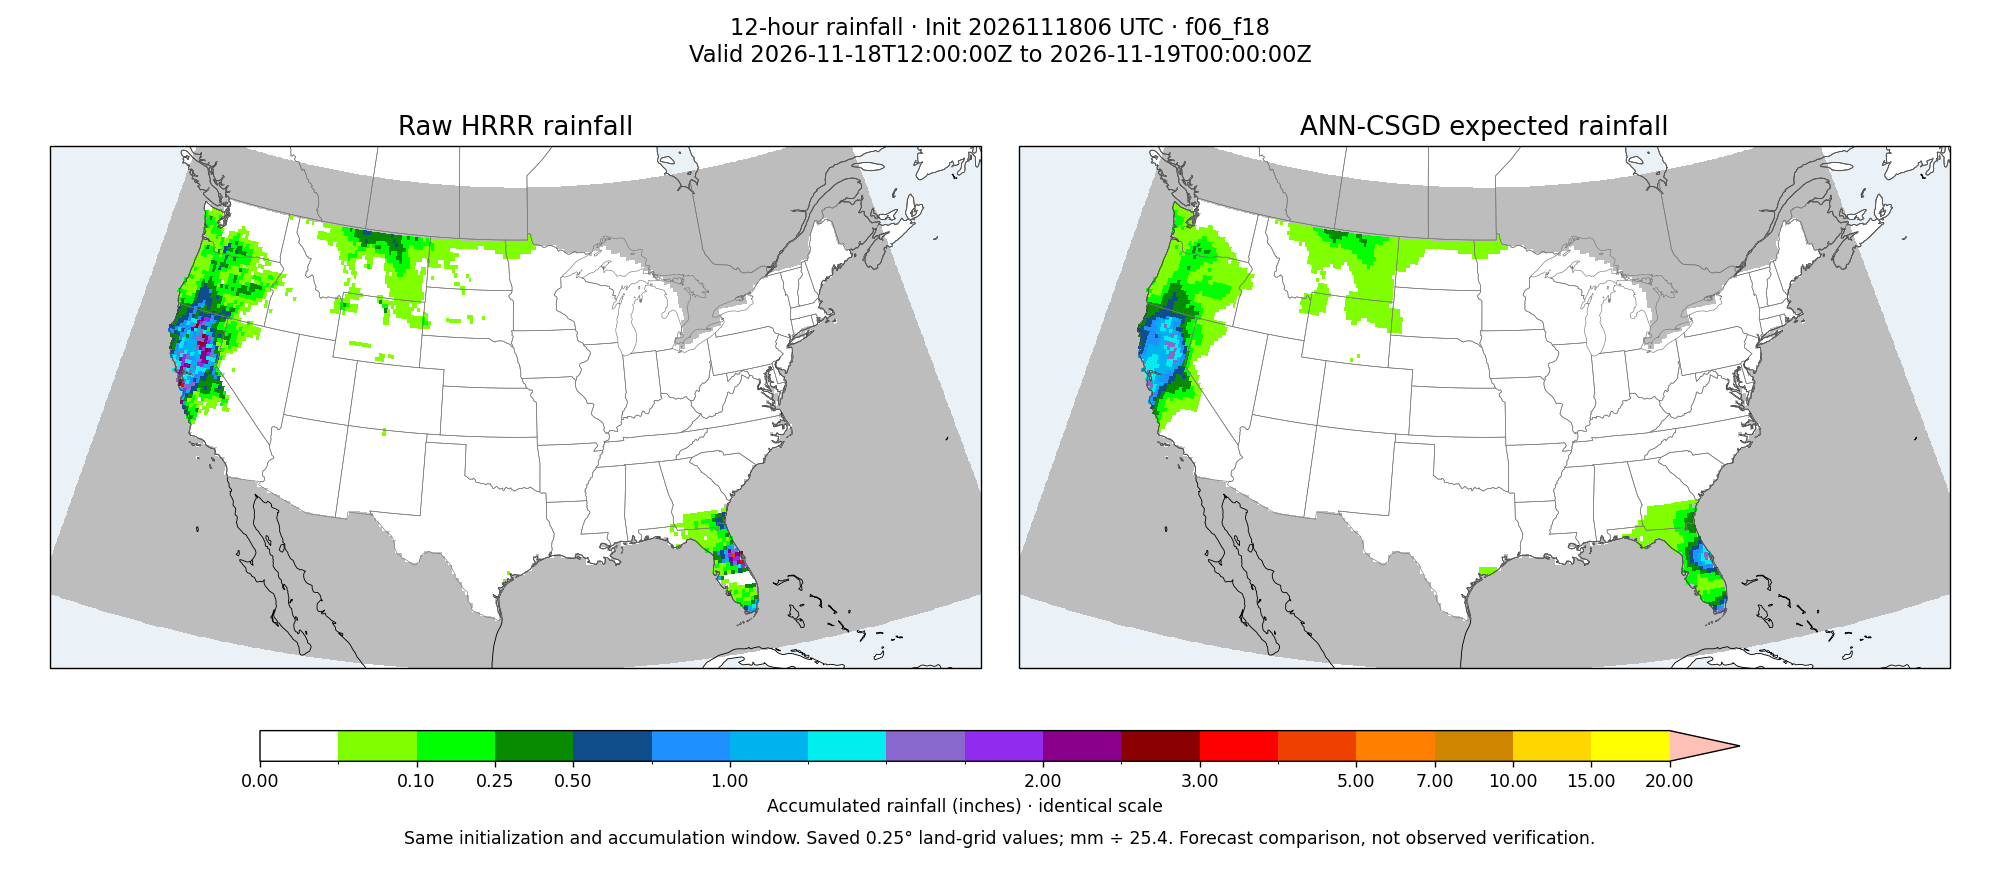 12-hour rainfall · Init 2026111806 UTC · f06_f18
Valid 2026-11-18T12:00:00Z to 2026-11-19T00:00:00Z
Raw HRRR rainfall
ANN-CSGD expected rainfall
0.00 0.10 0.25 0.50 1.00 2.00 3.00 5.00 7.00 10.00 15.00 20.00
Accumulated rainfall (inches) · identical scale
Same initialization and accumulation window. Saved 0.25° land-grid values; mm ÷ 25.4. Forecast comparison, not observed verification.